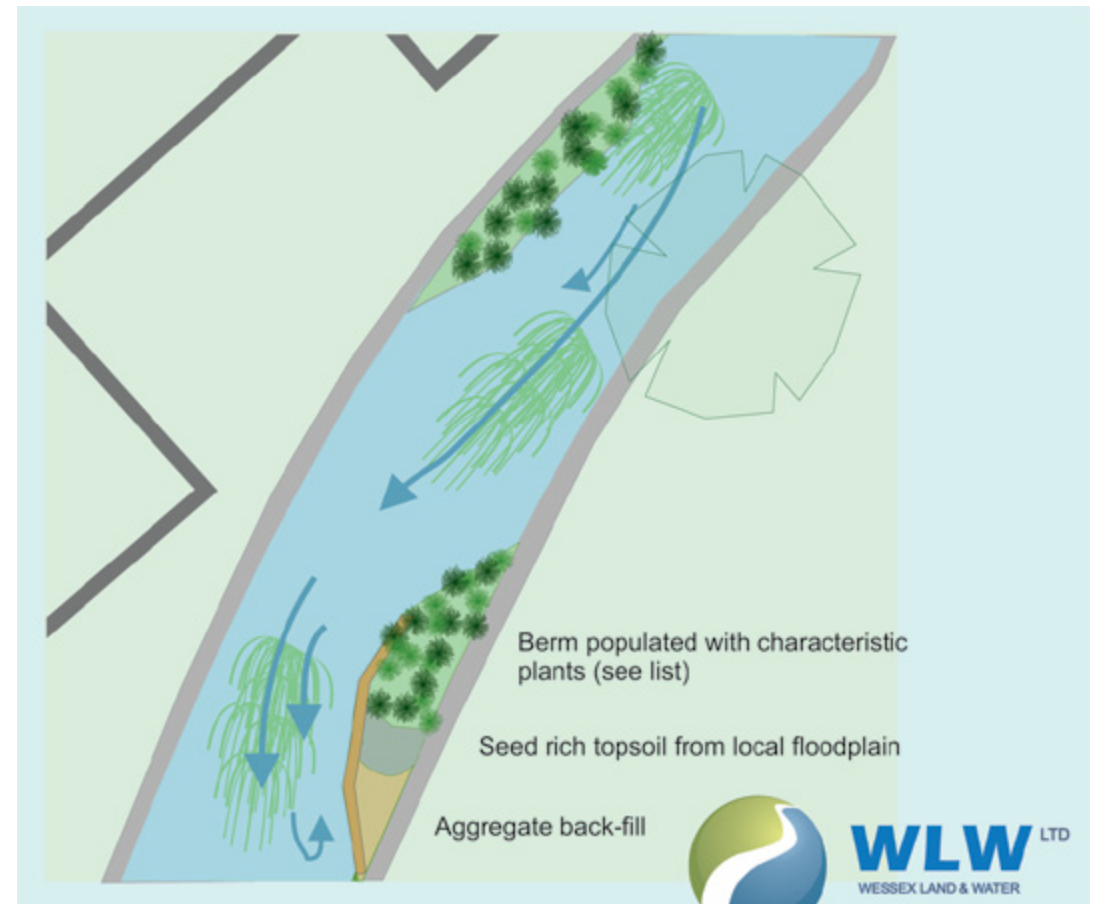 Berm populated with characteristic
plants (see list)
Seed rich topsoil from local floodplain
Aggregate back-fill
WLW LTD
WESSEX LAND & WATER